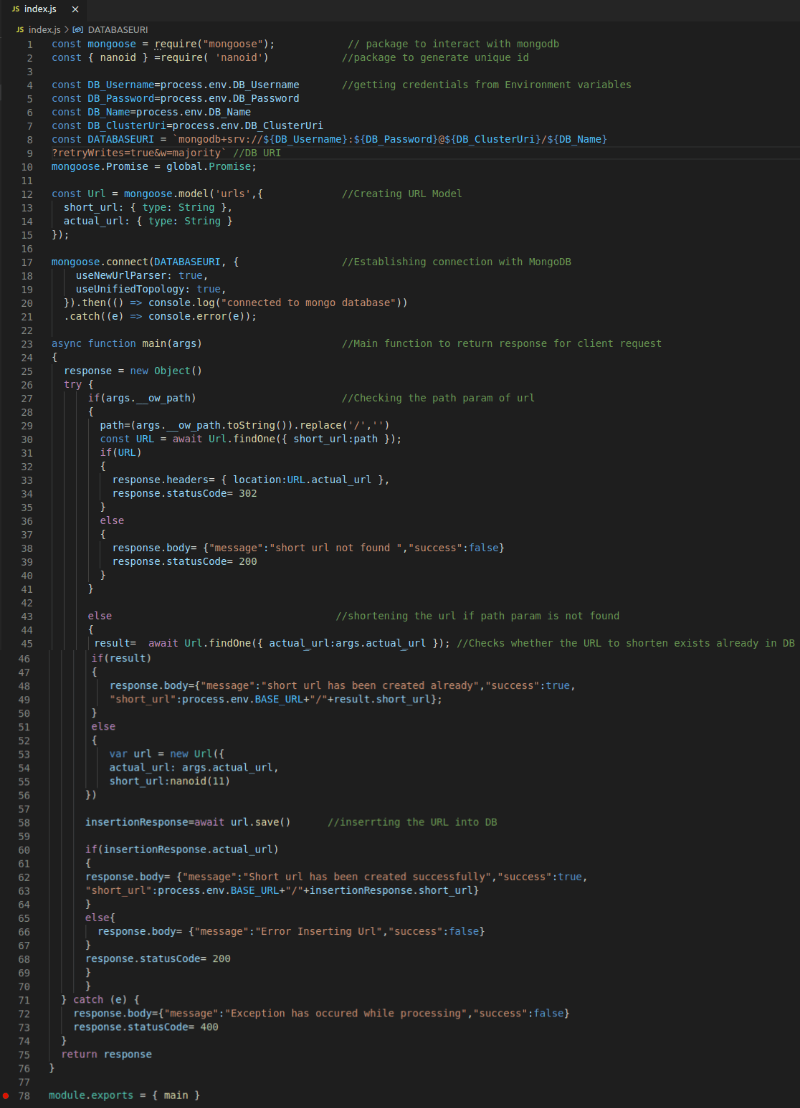 JS index.js ×
JS index.js > DATABASEURI
1 const mongoose = require("mongoose"); // package to interact with mongodb
2 const { nanoid } =require( 'nanoid') //package to generate unique id
3
4 const DB_Username=process.env.DB_Username //getting credentials from Environment variables
5 const DB_Password=process.env.DB_Password
6 const DB_Name=process.env.DB_Name
7 const DB_ClusterUri=process.env.DB_ClusterUri
8 const DATABASEURI = `mongodb+srv://${DB_Username}:${DB_Password}@${DB_ClusterUri}/${DB_Name}
9 ?retryWrites=true&w=majority` //DB URI
10 mongoose.Promise = global.Promise;
11
12 const Url = mongoose.model('urls',{ //Creating URL Model
13 short_url: { type: String },
14 actual_url: { type: String }
15 });
16
17 mongoose.connect(DATABASEURI, { //Establishing connection with MongoDB
18 useNewUrlParser: true,
19 useUnifiedTopology: true,
20 }).then(() => console.log("connected to mongo database"))
21 .catch((e) => console.error(e));
22
23 async function main(args) //Main function to return response for client request
24 {
25 response = new Object()
26 try {
27 if(args.__ow_path) //Checking the path param of url
28 {
29 path=(args.__ow_path.toString()).replace('/','')
30 const URL = await Url.findOne({ short_url:path });
31 if(URL)
32 {
33 response.headers= { location:URL.actual_url },
34 response.statusCode= 302
35 }
36 else
37 {
38 response.body= {"message":"short url not found ","success":false}
39 response.statusCode= 200
40 }
41 }
42
43 else //shortening the url if path param is not found
44 {
45 result= await Url.findOne({ actual_url:args.actual_url }); //Checks whether the URL to shorten exists already in DB
46 if(result)
47 {
48 response.body={"message":"short url has been created already","success":true,
49 "short_url":process.env.BASE_URL+"/"+result.short_url};
50 }
51 else
52 {
53 var url = new Url({
54 actual_url: args.actual_url,
55 short_url:nanoid(11)
56 })
57
58 insertionResponse=await url.save() //inserrting the URL into DB
59
60 if(insertionResponse.actual_url)
61 {
62 response.body= {"message":"Short url has been created successfully","success":true,
63 "short_url":process.env.BASE_URL+"/"+insertionResponse.short_url}
64 }
65 else{
66 response.body= {"message":"Error Inserting Url","success":false}
67 }
68 response.statusCode= 200
69 }
70 }
71 } catch (e) {
72 response.body={"message":"Exception has occured while processing","success":false}
73 response.statusCode= 400
74 }
75 return response
76 }
77
78 module.exports = { main }